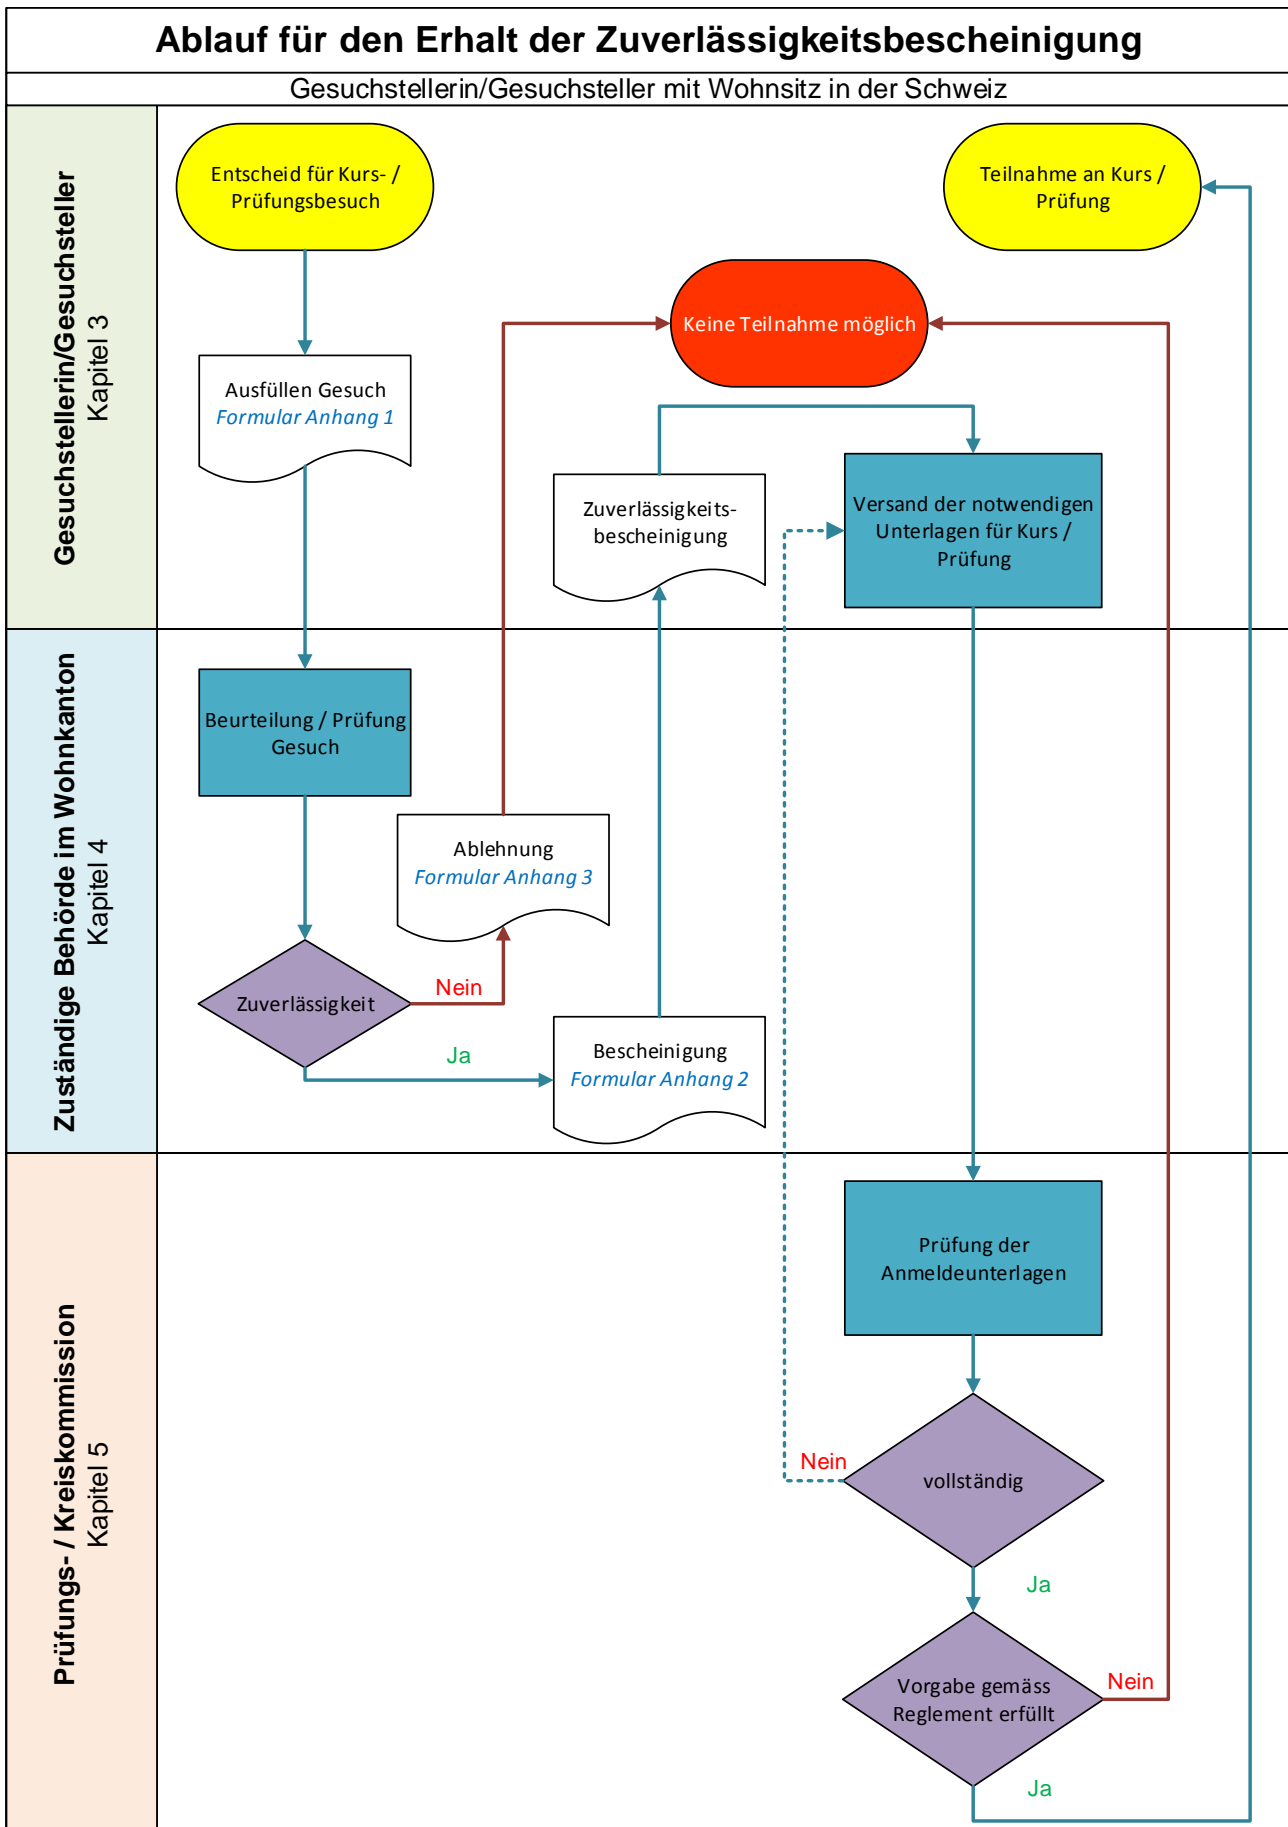 Ablauf für den Erhalt der Zuverlässigkeitsbescheinigung
Gesuchstellerin/Gesuchsteller mit Wohnsitz in der Schweiz
Gesuchstellerin/Gesuchsteller
Kapitel 3
Entscheid für Kurs- /
Prüfungsbesuch
Teilnahme an Kurs /
Prüfung
Keine Teilnahme möglich
Ausfüllen Gesuch
Formular Anhang 1
Zuverlässigkeits-
bescheinigung
Versand der notwendigen
Unterlagen für Kurs /
Prüfung
Zuständige Behörde im Wohnkanton
Kapitel 4
Beurteilung / Prüfung
Gesuch
Ablehnung
Formular Anhang 3
Zuverlässigkeit
Nein
Ja
Bescheinigung
Formular Anhang 2
Prüfungs- / Kreiskommission
Kapitel 5
Prüfung der
Anmeldeunterlagen
Nein
vollständig
Ja
Vorgabe gemäss
Reglement erfüllt
Nein
Ja